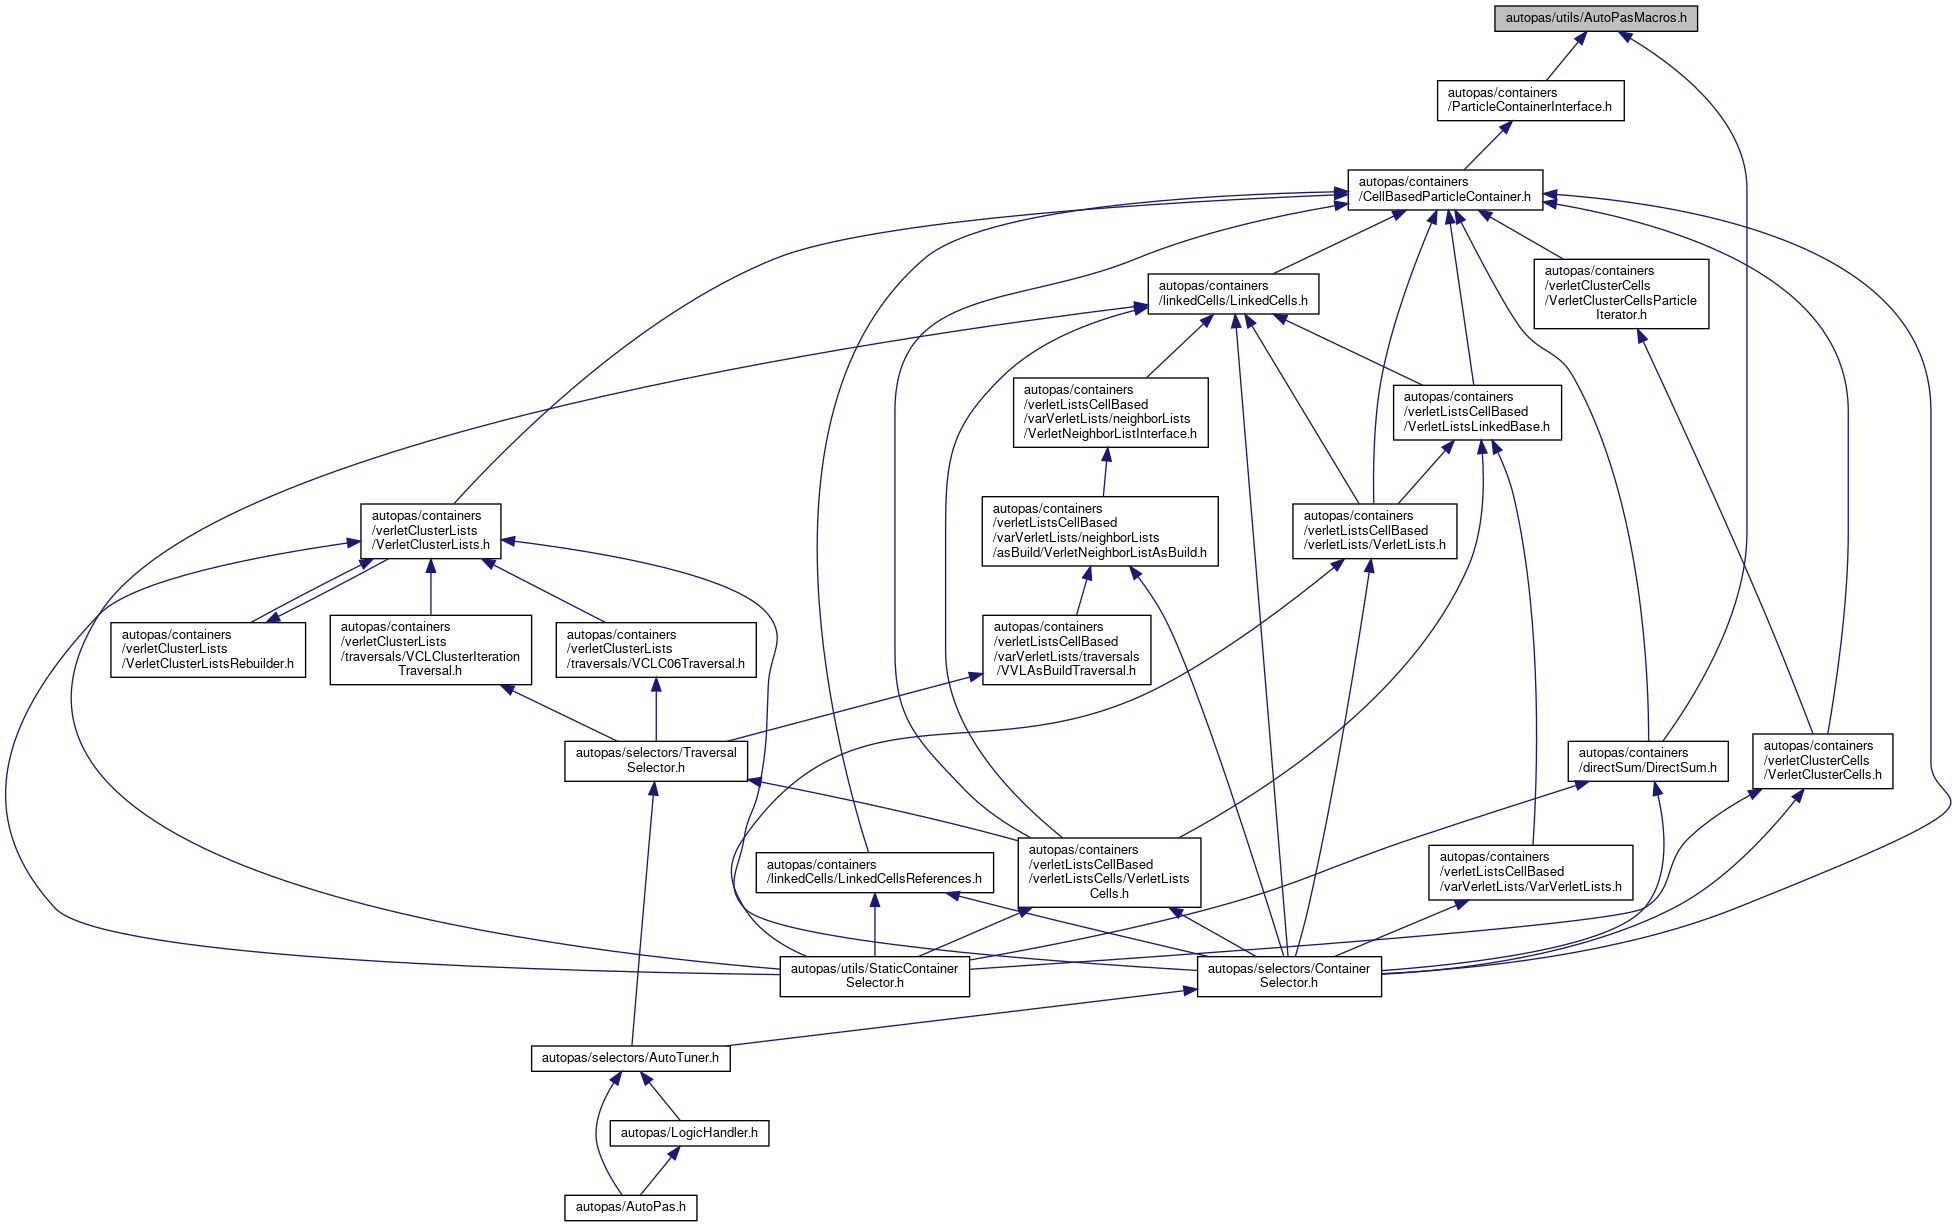 autopas/utils/AutoPasMacros.h
autopas/containers
/ParticleContainerInterface.h
autopas/containers
/CellBasedParticleContainer.h
autopas/containers
/linkedCells/LinkedCells.h
autopas/containers
/verletClusterCells
/VerletClusterCellsParticle
Iterator.h
autopas/containers
/verletListsCellBased
/varVerletLists/neighborLists
/VerletNeighborListInterface.h
autopas/containers
/verletListsCellBased
/VerletListsLinkedBase.h
autopas/containers
/verletClusterLists
/VerletClusterLists.h
autopas/containers
/verletListsCellBased
/varVerletLists/neighborLists
/asBuild/VerletNeighborListAsBuild.h
autopas/containers
/verletListsCellBased
/verletLists/VerletLists.h
autopas/containers
/verletClusterLists
/VerletClusterListsRebuilder.h
autopas/containers
/verletClusterLists
/traversals/VCLClusterIteration
Traversal.h
autopas/containers
/verletClusterLists
/traversals/VCLC06Traversal.h
autopas/containers
/verletListsCellBased
/varVerletLists/traversals
/VVLAsBuildTraversal.h
autopas/selectors/Traversal
Selector.h
autopas/containers
/directSum/DirectSum.h
autopas/containers
/verletClusterCells
/VerletClusterCells.h
autopas/containers
/linkedCells/LinkedCellsReferences.h
autopas/containers
/verletListsCellBased
/verletListsCells/VerletLists
Cells.h
autopas/containers
/verletListsCellBased
/varVerletLists/VarVerletLists.h
autopas/utils/StaticContainer
Selector.h
autopas/selectors/Container
Selector.h
autopas/selectors/AutoTuner.h
autopas/LogicHandler.h
autopas/AutoPas.h